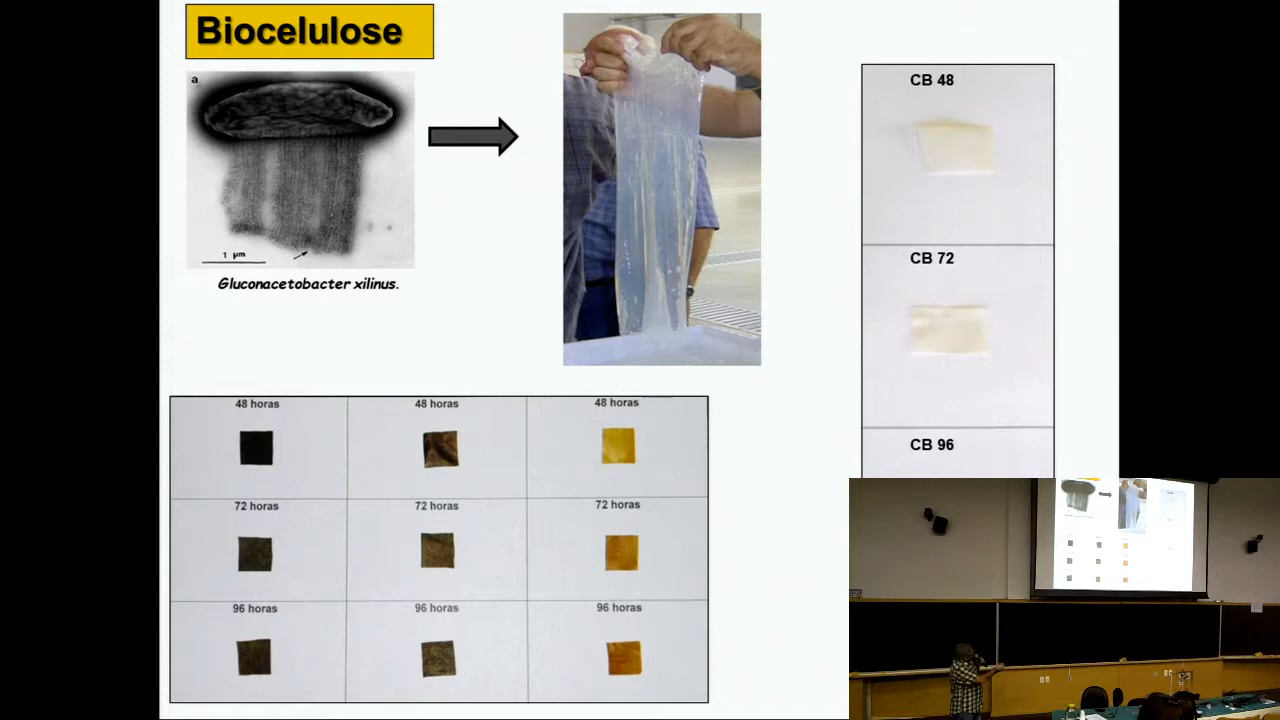 Biocelulose
a
1 µm
Gluconacetobacter xilinus.
CB 48
CB 72
CB 96
48 horas
48 horas
48 horas
72 horas
72 horas
72 horas
96 horas
96 horas
96 horas